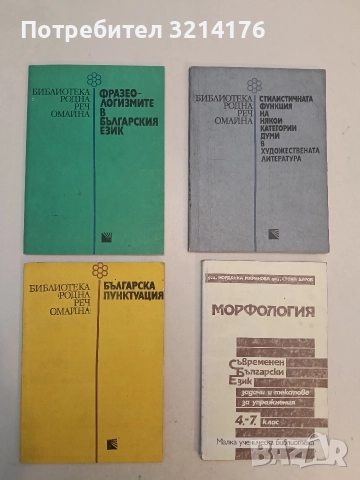 Потребител 3214176
БИБЛИОТЕКА
РОДНА
РЕЧ
ОМАЙНА
ФРАЗЕО-
ЛОГИЗМИТЕ
В
БЪЛГАРСКИЯ
ЕЗИК
БИБЛИОТЕКА
РОДНА
РЕЧ
ОМАЙНА
СТИЛИСТИЧНАТА
ФУНКЦИЯ
НА
НЯКОИ
КАТЕГОРИИ
ДУМИ
В
ХУДОЖЕСТВЕНАТА
ЛИТЕРАТУРА
БИБЛИОТЕКА
РОДНА
РЕЧ
ОМАЙНА
БЪЛГАРСКА
ПУНКТУАЦИЯ
МОРФОЛОГИЯ
СЪВРЕМЕНЕН
БЪЛГАРСКИ
ЕЗИК
задачи и текстове
за упражнения
4.-7. клас
Малка ученическа библиотека
BAZAR